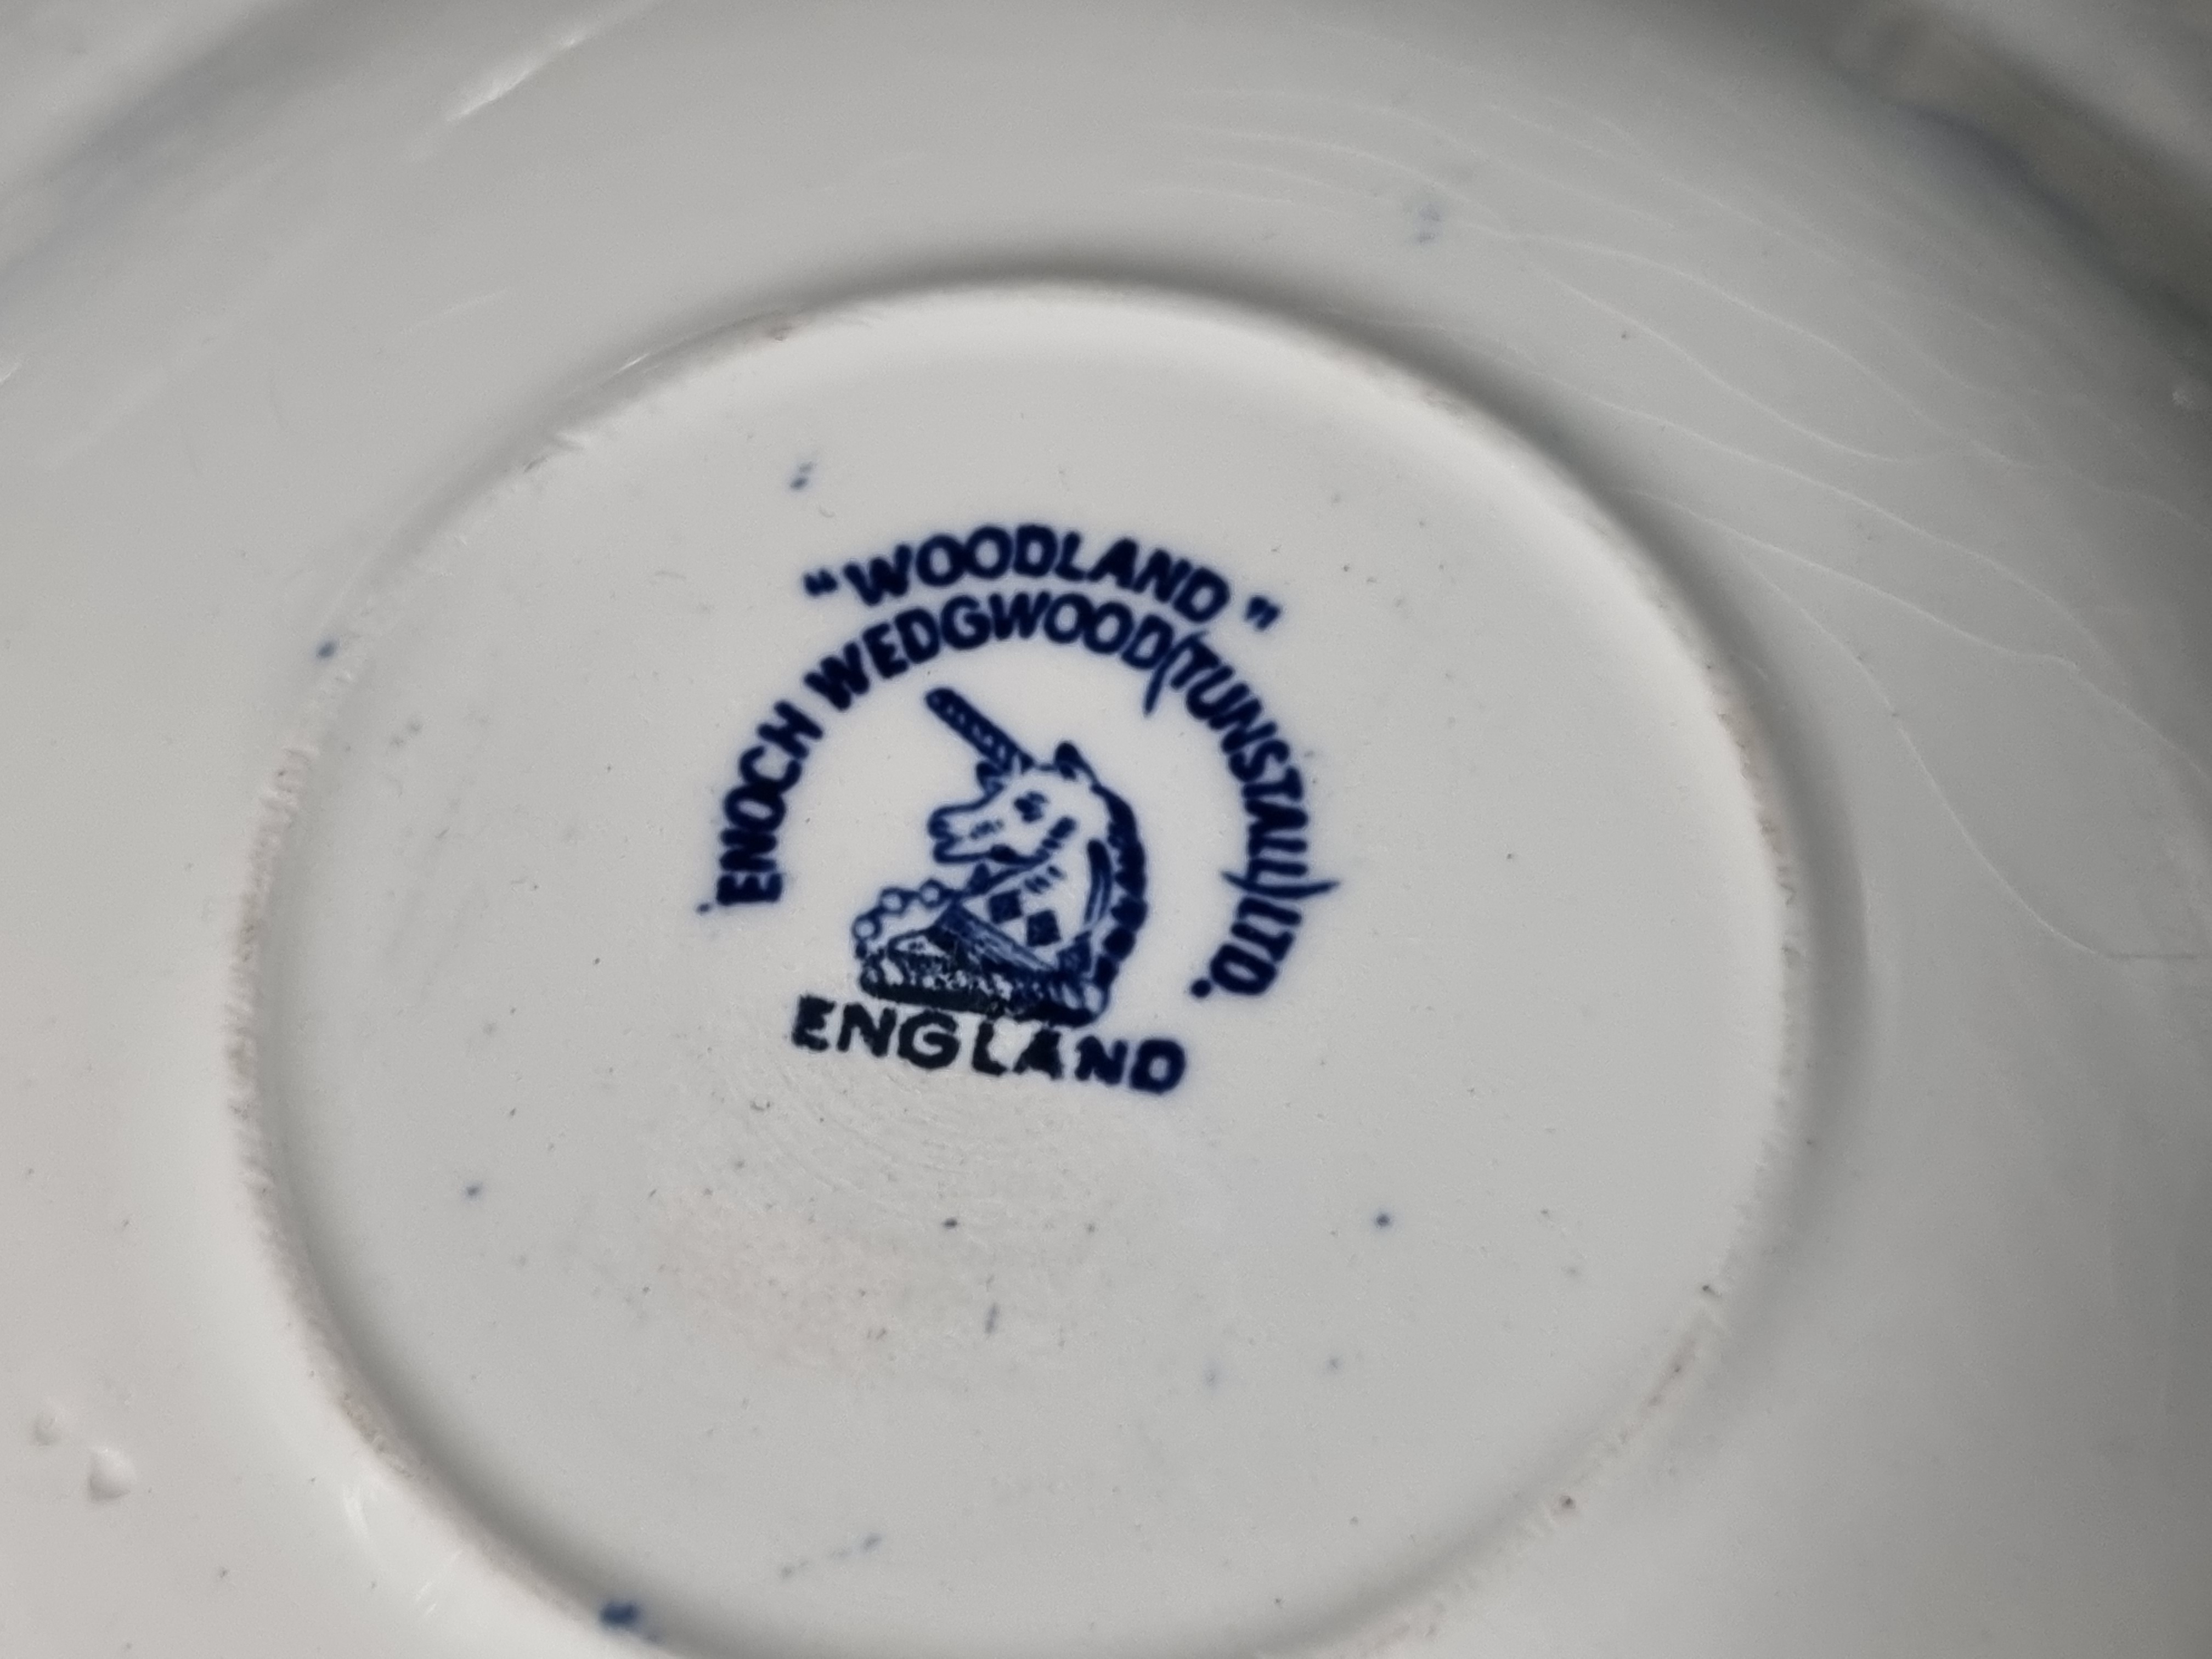 "WOODLAND"
ENOCH WEDGWOOD (TUNSTALL) LTD.
ENGLAND